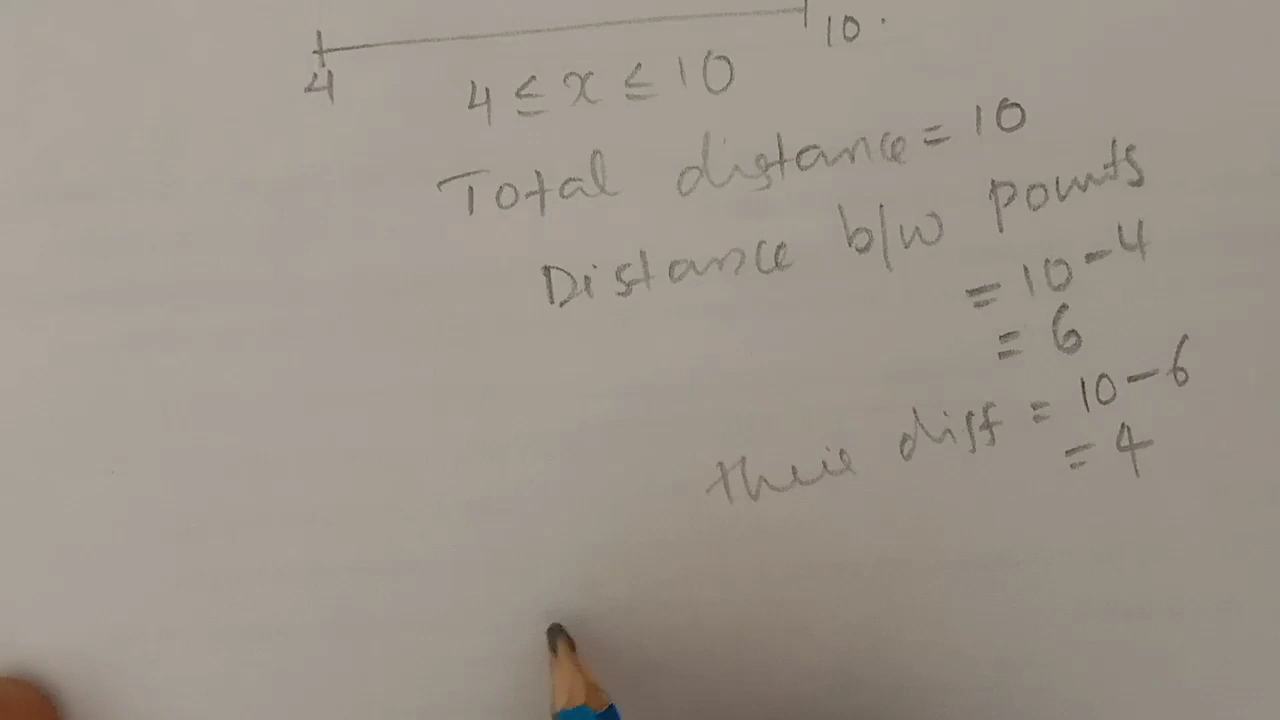 4 10.
4 ≤ x ≤ 10
Total distance = 10
Distance b/w points
= 10 - 4
= 6
their diff = 10 - 6
= 4